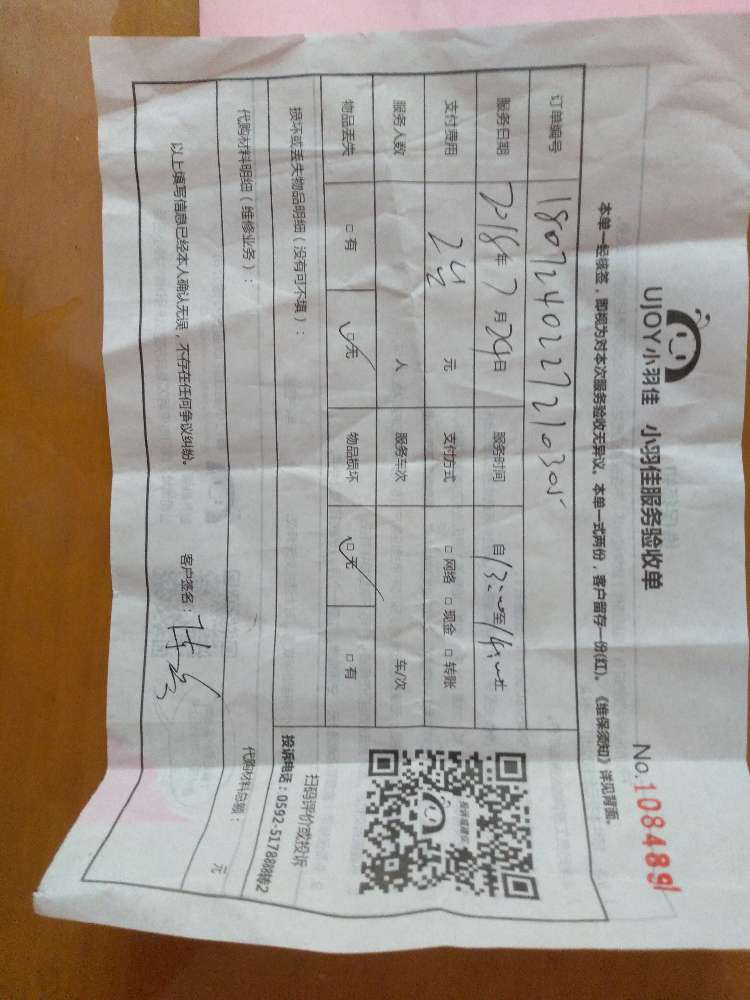 UJOY小羽佳 小羽佳服务验收单 No.1084891
本单一经核签，即视为对本次服务验收无异议。本单一式两份，客户留存一份(红)。《维保须知》详见背面。
订单编号 1807240227210305
服务日期 2018年7月24日 服务时间 自13:00至14:00止
支付费用 元 支付方式 □网络 □现金 □转账
服务人数 人 服务车次 车/次
物品丢失 □有 □无 物品损坏 □无 □有
损坏或丢失物品明细（没有可不填）：
扫码评价或投诉
投诉电话：0592-5178888转2
代购材料明细（维修业务）： 代购材料总额： 元
以上填写信息已经本人确认无误，不存在任何争议纠纷。 客户签名：